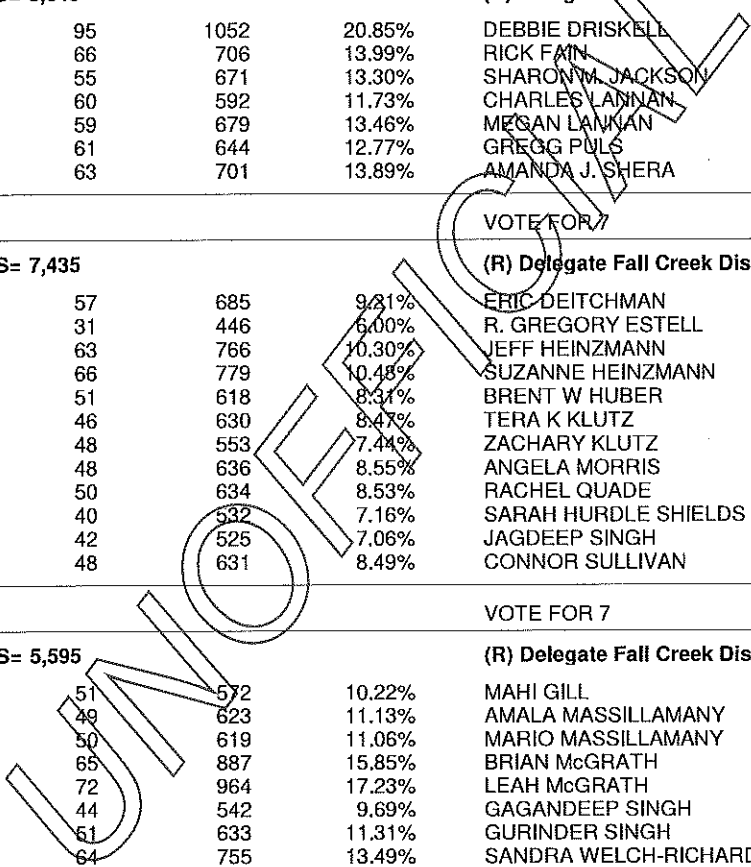 95 1052 20.85% DEBBIE DRISKELL
66 706 13.99% RICK FAIN
55 671 13.30% SHARON M. JACKSON
60 592 11.73% CHARLES LANNAN
59 679 13.46% MEGAN LANNAN
61 644 12.77% GREGG PULS
63 701 13.89% AMANDA J. SHERA
VOTE FOR 7
S= 7,435 (R) Delegate Fall Creek Dis
57 685 9.21% ERIC DEITCHMAN
31 446 6.00% R. GREGORY ESTELL
63 766 10.30% JEFF HEINZMANN
66 779 10.48% SUZANNE HEINZMANN
51 618 8.31% BRENT W HUBER
46 630 8.47% TERA K KLUTZ
48 553 7.44% ZACHARY KLUTZ
48 636 8.55% ANGELA MORRIS
50 634 8.53% RACHEL QUADE
40 532 7.16% SARAH HURDLE SHIELDS
42 525 7.06% JAGDEEP SINGH
48 631 8.49% CONNOR SULLIVAN
VOTE FOR 7
S= 5,595 (R) Delegate Fall Creek Dis
51 572 10.22% MAHI GILL
49 623 11.13% AMALA MASSILLAMANY
50 619 11.06% MARIO MASSILLAMANY
65 887 15.85% BRIAN McGRATH
72 964 17.23% LEAH McGRATH
44 542 9.69% GAGANDEEP SINGH
51 633 11.31% GURINDER SINGH
64 755 13.49% SANDRA WELCH-RICHARD
UNOFFICIAL